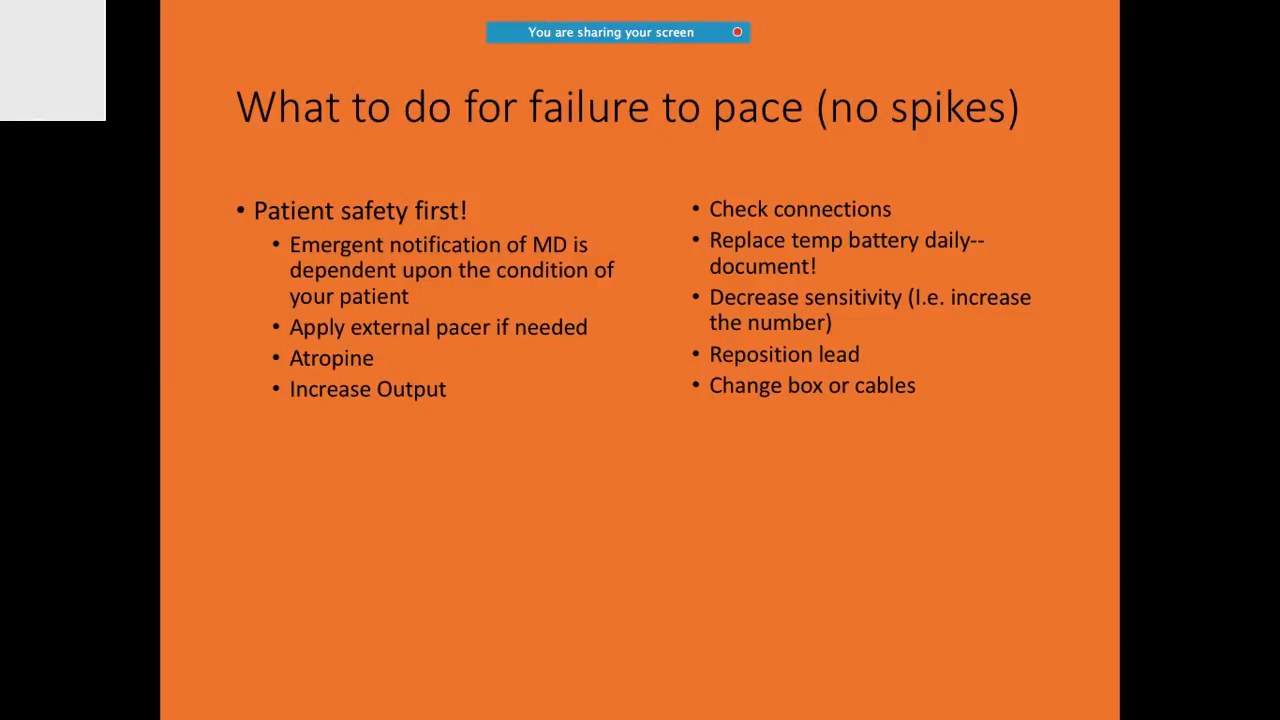 You are sharing your screen
What to do for failure to pace (no spikes)
• Patient safety first!
• Emergent notification of MD is
dependent upon the condition of
your patient
• Apply external pacer if needed
• Atropine
• Increase Output
• Check connections
• Replace temp battery daily--
document!
• Decrease sensitivity (I.e. increase
the number)
• Reposition lead
• Change box or cables